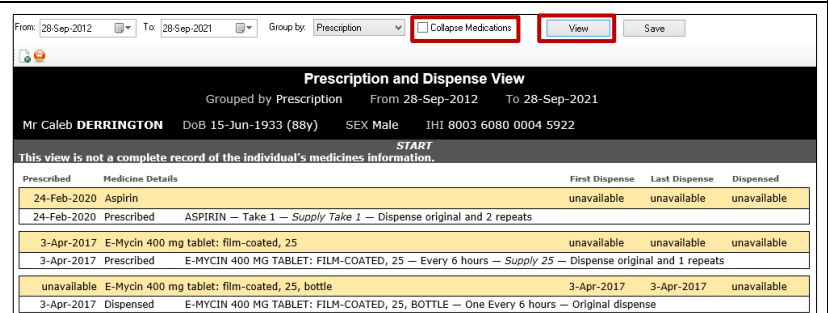 From: 28-Sep-2012 To: 28-Sep-2021 Group by: Prescription Collapse Medications View Save
Prescription and Dispense View
Grouped by Prescription From 28-Sep-2012 To 28-Sep-2021
Mr Caleb DERRINGTON DoB 15-Jun-1933 (88y) SEX Male IHI 8003 6080 0004 5922
START
This view is not a complete record of the individual's medicines information.
Prescribed Medicine Details First Dispense Last Dispense Dispensed
24-Feb-2020 Aspirin unavailable unavailable unavailable
24-Feb-2020 Prescribed ASPIRIN — Take 1 — Supply Take 1 — Dispense original and 2 repeats
3-Apr-2017 E-Mycin 400 mg tablet: film-coated, 25 unavailable unavailable unavailable
3-Apr-2017 Prescribed E-MYCIN 400 MG TABLET: FILM-COATED, 25 — Every 6 hours — Supply 25 — Dispense original and 1 repeats
unavailable E-Mycin 400 mg tablet: film-coated, 25, bottle 3-Apr-2017 3-Apr-2017 unavailable
3-Apr-2017 Dispensed E-MYCIN 400 MG TABLET: FILM-COATED, 25, BOTTLE — One Every 6 hours — Original dispense